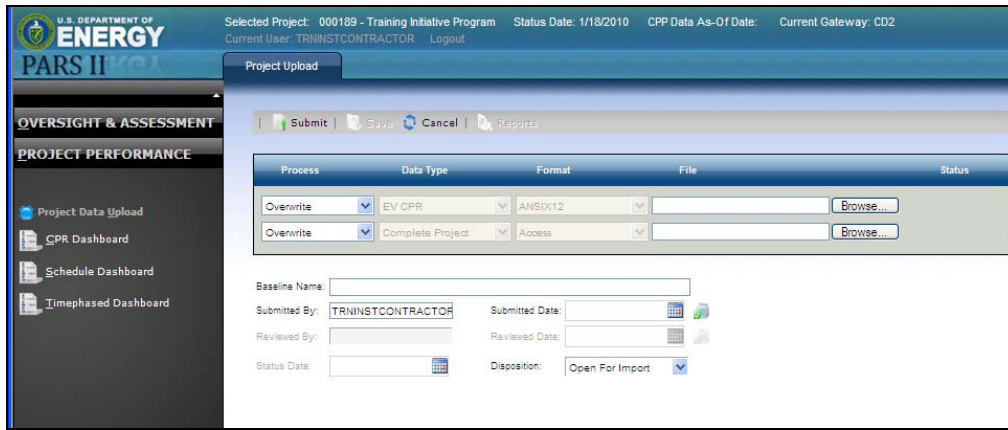 U.S. DEPARTMENT OF
ENERGY
PARS II
Selected Project: 000189 - Training Initiative Program Status Date: 1/18/2010 CPP Data As-Of Date: Current Gateway: CD2
Current User: TRNINSTCONTRACTOR Logout
Project Upload
OVERSIGHT & ASSESSMENT
PROJECT PERFORMANCE
Project Data Upload
CPR Dashboard
Schedule Dashboard
Timephased Dashboard
| Submit | Save Cancel | Reports
Process Data Type Format File Status
Overwrite EV CPR ANSIX12 Browse...
Overwrite Complete Project Access Browse...
Baseline Name:
Submitted By: TRNINSTCONTRACTOR Submitted Date:
Reviewed By: Reviewed Date:
Status Date: Disposition: Open For Import